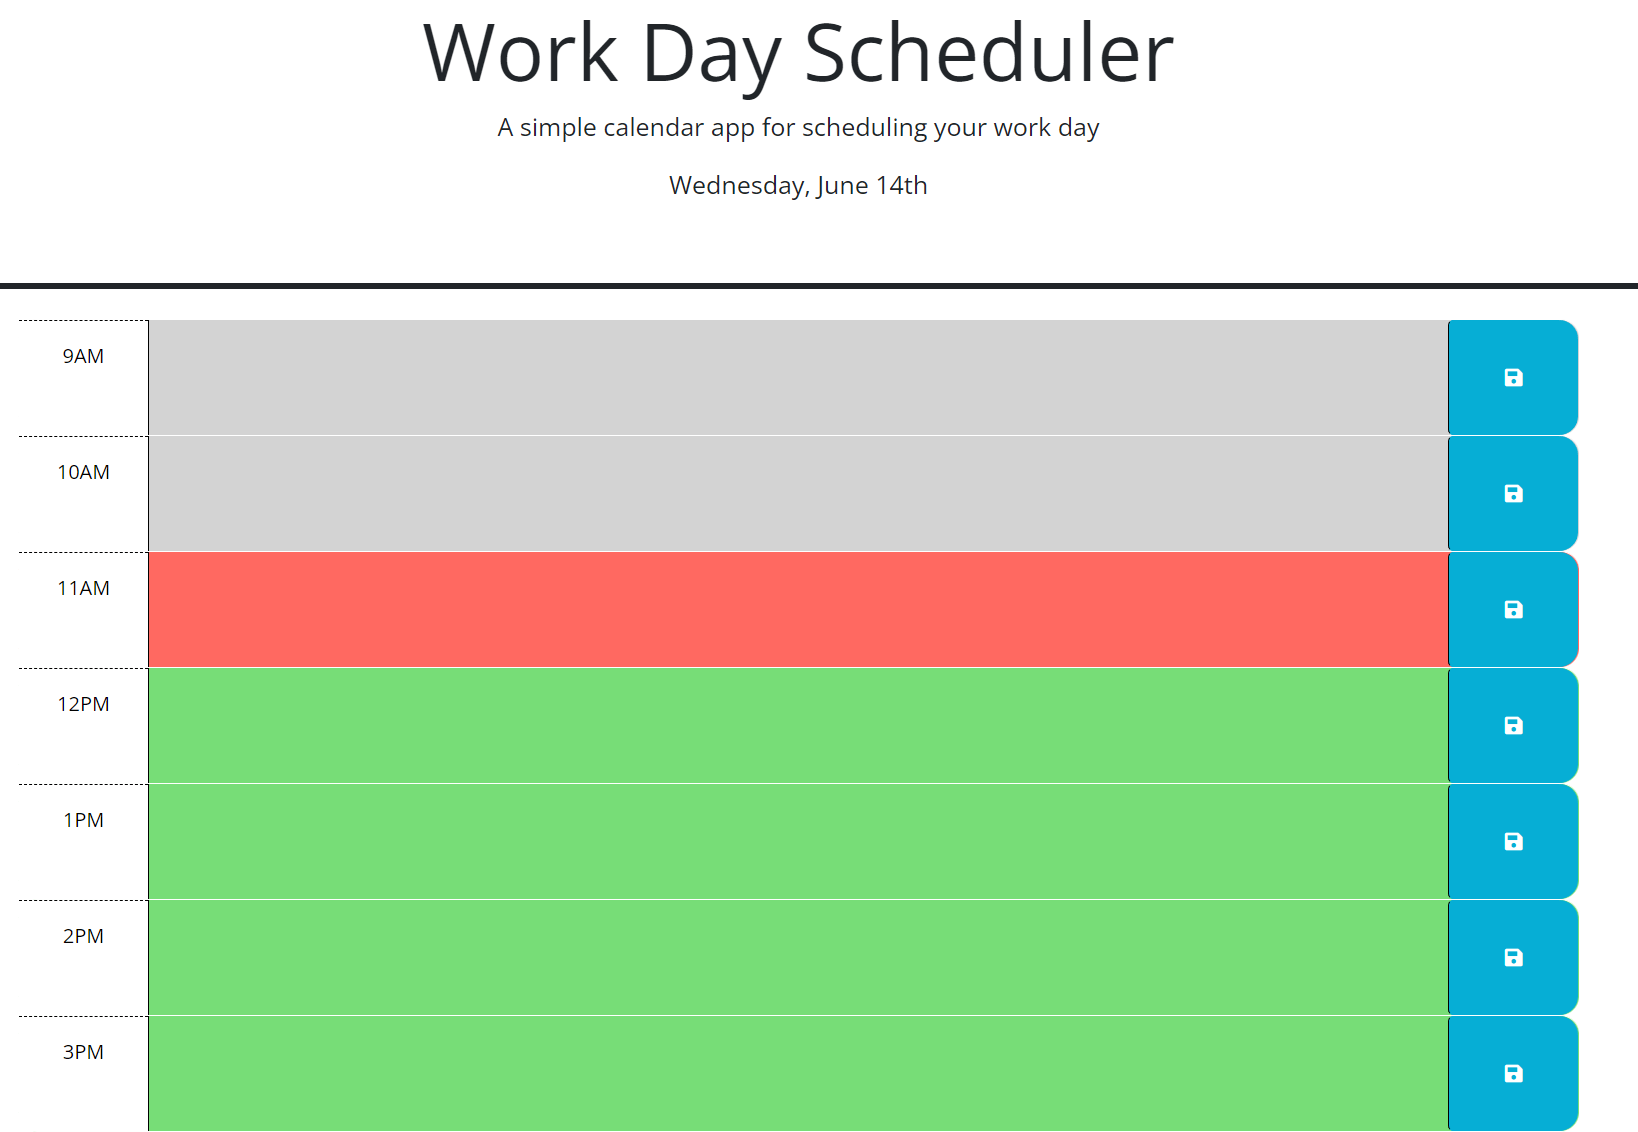 Work Day Scheduler
A simple calendar app for scheduling your work day
Wednesday, June 14th
9AM
10AM
11AM
12PM
1PM
2PM
3PM